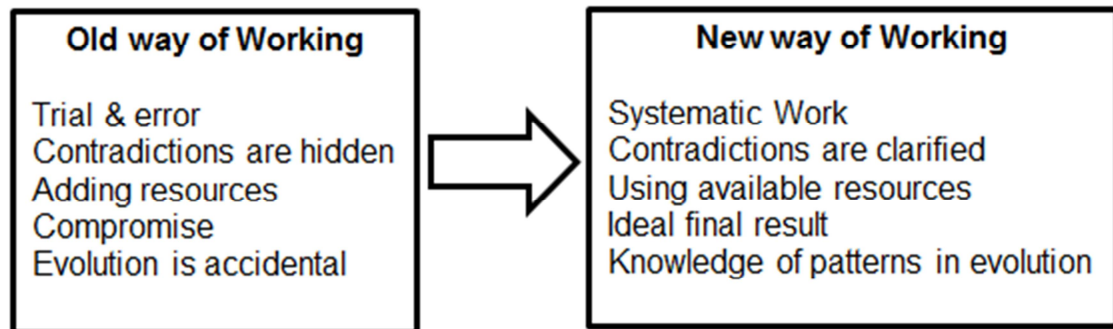 Old way of Working
Trial & error
Contradictions are hidden
Adding resources
Compromise
Evolution is accidental
New way of Working
Systematic Work
Contradictions are clarified
Using available resources
Ideal final result
Knowledge of patterns in evolution